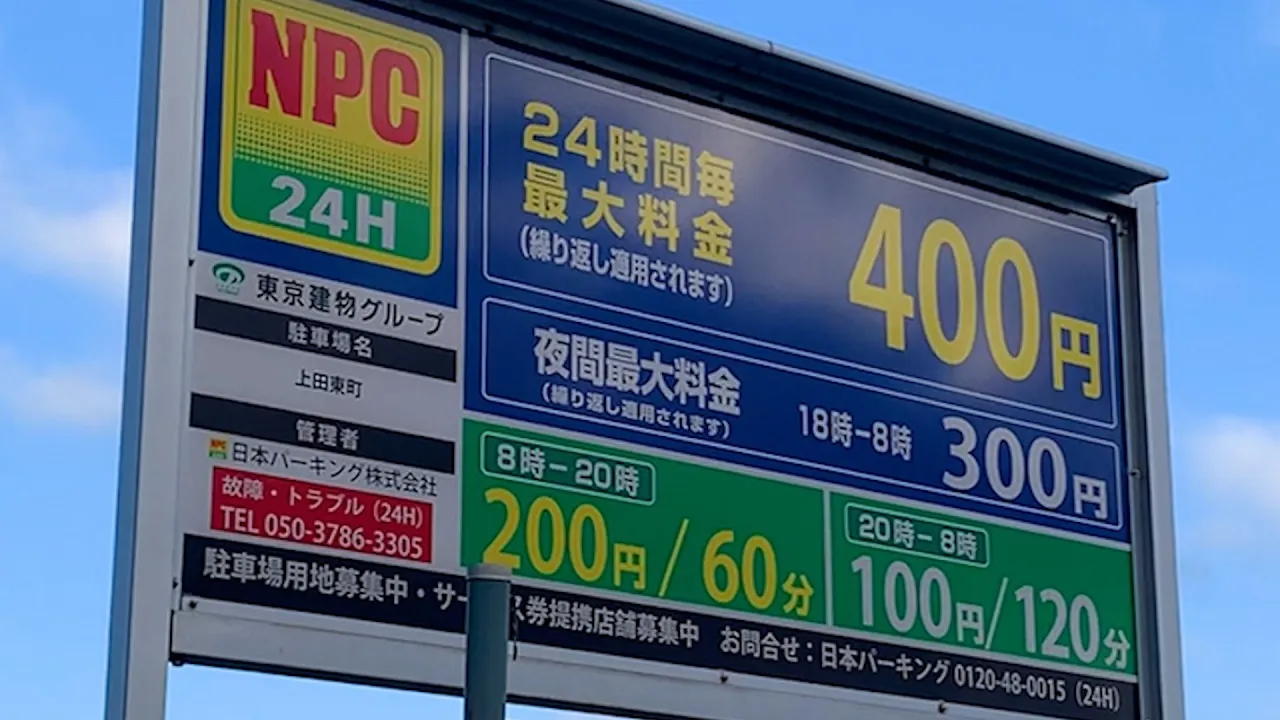 NPC
24H
東京建物グループ
駐車場名
上田東町
管理者
NPC 日本パーキング株式会社
故障・トラブル（24H）
TEL 050-3786-3305
24時間毎
最大料金
（繰り返し適用されます）
400円
夜間最大料金
（繰り返し適用されます）
18時−8時
300円
8時−20時
200円/60分
20時−8時
100円/120分
駐車場用地募集中・サー ス券提携店舗募集中 お問合せ：日本パーキング 0120-48-0015（24H）